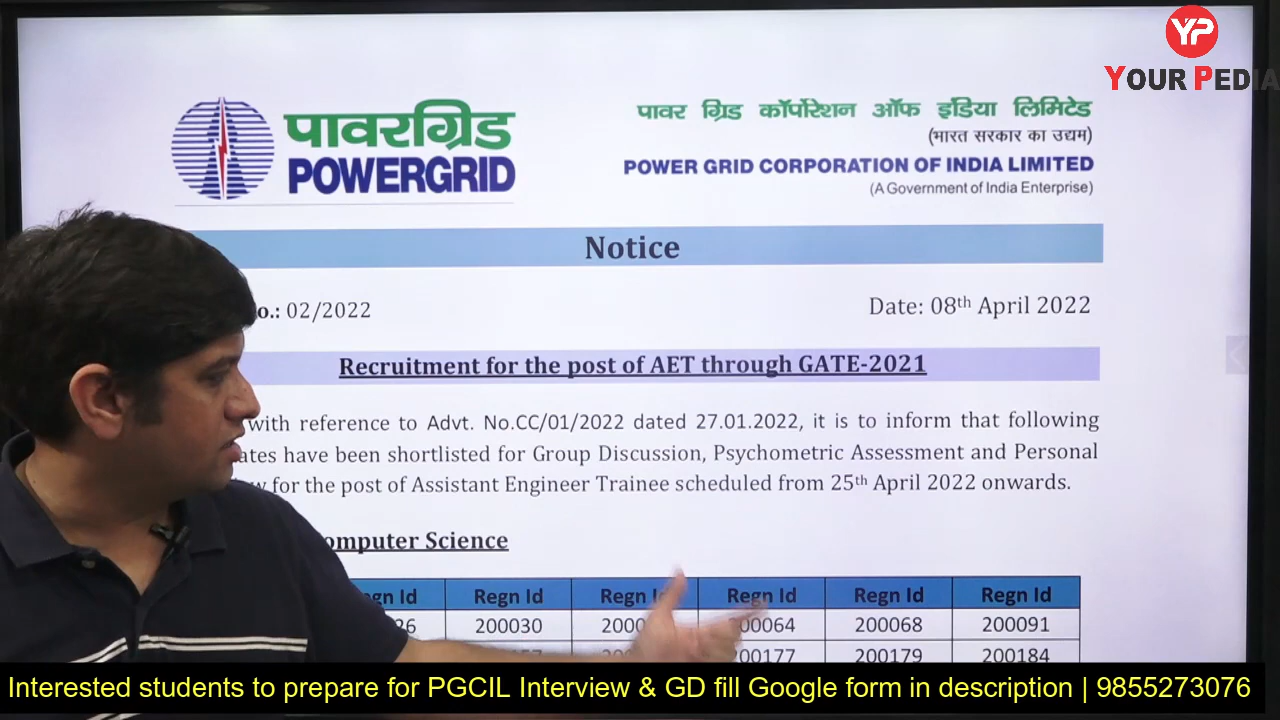 YP
YOUR PEDIA
पावरग्रिड
POWERGRID
पावर ग्रिड कॉर्पोरेशन ऑफ इंडिया लिमिटेड
(भारत सरकार का उद्यम)
POWER GRID CORPORATION OF INDIA LIMITED
(A Government of India Enterprise)
Notice
o.: 02/2022
Date: 08th April 2022
Recruitment for the post of AET through GATE-2021
with reference to Advt. No.CC/01/2022 dated 27.01.2022, it is to inform that following
ates have been shortlisted for Group Discussion, Psychometric Assessment and Personal
w for the post of Assistant Engineer Trainee scheduled from 25th April 2022 onwards.
omputer Science
gn Id Regn Id Regn Id Regn Id Regn Id Regn Id
26 200030 200064 200068 200091
200177 200179 200184
Interested students to prepare for PGCIL Interview & GD fill Google form in description | 9855273076